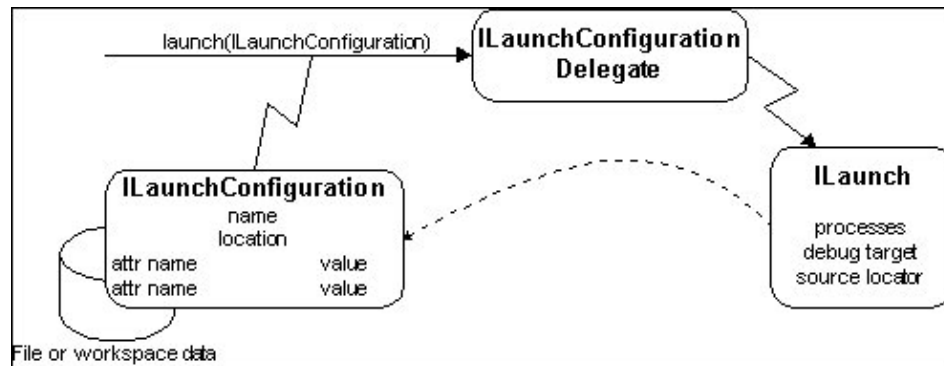 launch(ILaunchConfiguration)
ILaunchConfiguration
Delegate
ILaunchConfiguration
name
location
attr name value
attr name value
ILaunch
processes
debug target
source locator
File or workspace data